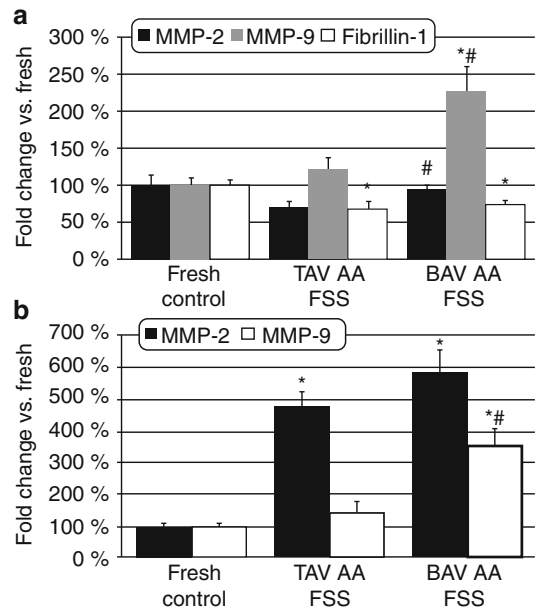 a
Fold change vs. fresh
300 %
250 %
200 %
150 %
100 %
50 %
0 %
MMP-2 MMP-9 Fibrillin-1
* # *# *
Fresh control TAV AA FSS BAV AA FSS
b
Fold change vs. fresh
700 %
600 %
500 %
400 %
300 %
200 %
100 %
0 %
MMP-2 MMP-9
* * *#
Fresh control TAV AA FSS BAV AA FSS